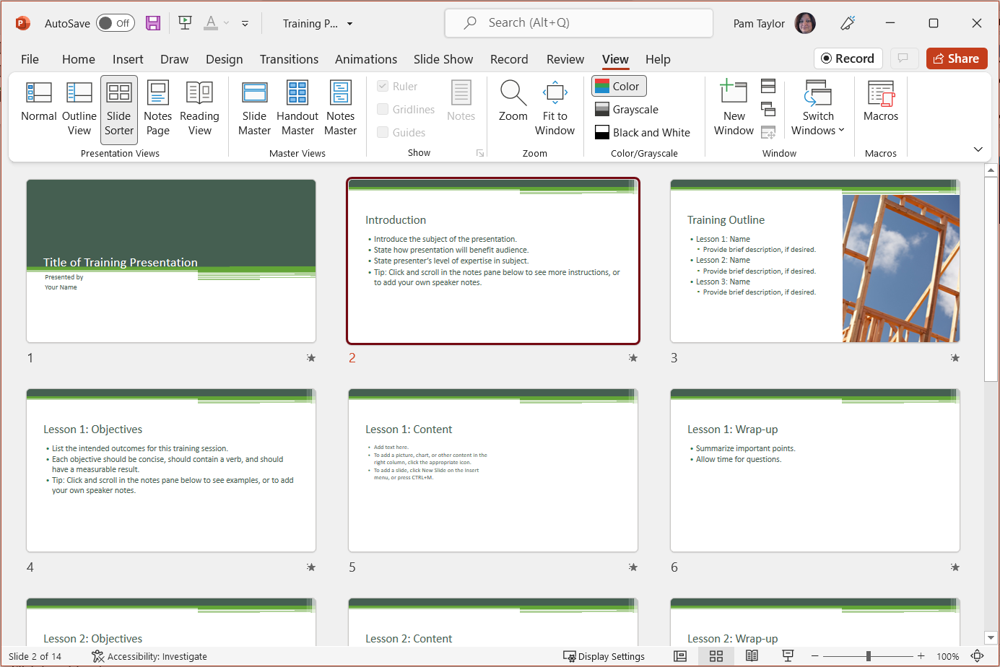 AutoSave Off Training P... Search (Alt+Q) Pam Taylor
File Home Insert Draw Design Transitions Animations Slide Show Record Review View Help Record Share
Normal
Outline
View
Slide
Sorter
Notes
Page
Reading
View
Presentation Views
Slide
Master
Handout
Master
Notes
Master
Master Views
Ruler
Gridlines
Guides
Notes
Show
Zoom
Fit to
Window
Zoom
Color
Grayscale
Black and White
Color/Grayscale
New
Window
Switch
Windows
Window
Macros
Macros
Title of Training Presentation
Presented by
Your Name
1
Introduction
• Introduce the subject of the presentation.
• State how presentation will benefit audience.
• State presenter's level of expertise in subject.
• Tip: Click and scroll in the notes pane below to see more instructions, or
to add your own speaker notes.
2
Training Outline
• Lesson 1: Name
• Provide brief description, if desired.
• Lesson 2: Name
• Provide brief description, if desired.
• Lesson 3: Name
• Provide brief description, if desired.
3
Lesson 1: Objectives
• List the intended outcomes for this training session.
• Each objective should be concise, should contain a verb, and should
have a measurable result.
• Tip: Click and scroll in the notes pane below to see examples, or to add
your own speaker notes.
4
Lesson 1: Content
• Add text here.
• To add a picture, chart, or other content in the
right column, click the appropriate icon.
• To add a slide, click New Slide on the Insert
menu, or press CTRL+M.
5
Lesson 1: Wrap-up
• Summarize important points.
• Allow time for questions.
6
Lesson 2: Objectives
Lesson 2: Content
Lesson 2: Wrap-up
Slide 2 of 14 Accessibility: Investigate Display Settings 100%